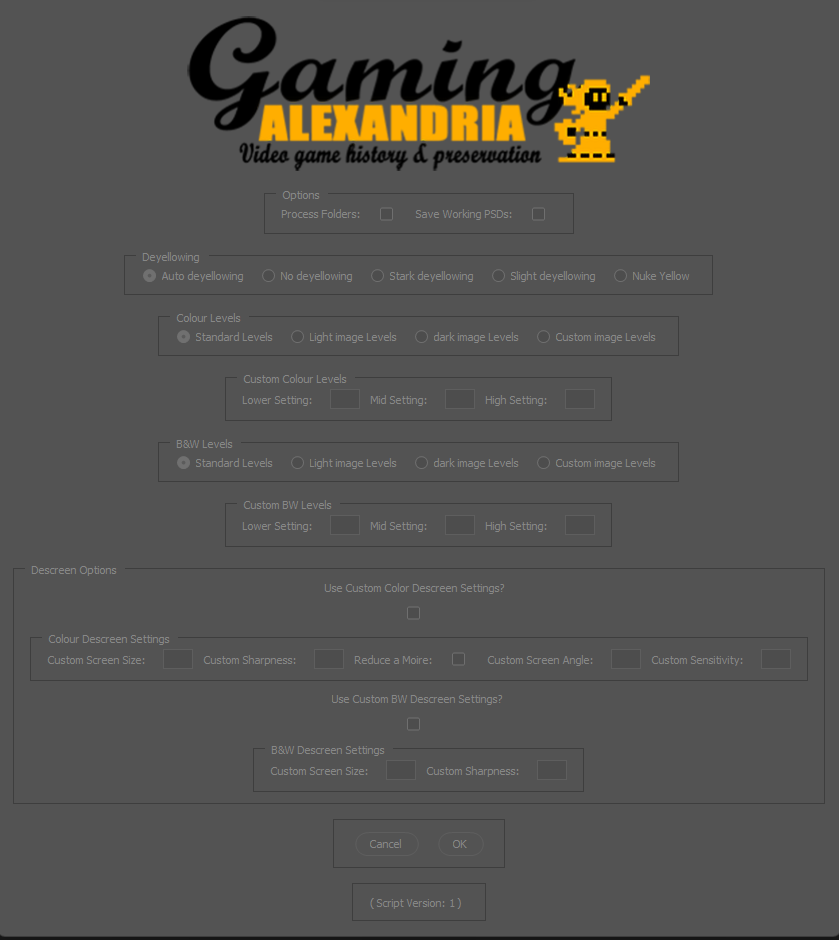 Gaming
ALEXANDRIA
Video game history & preservation
Options
Process Folders: Save Working PSDs:
Deyellowing
Auto deyellowing No deyellowing Stark deyellowing Slight deyellowing Nuke Yellow
Colour Levels
Standard Levels Light image Levels dark image Levels Custom image Levels
Custom Colour Levels
Lower Setting: Mid Setting: High Setting:
B&W Levels
Standard Levels Light image Levels dark image Levels Custom image Levels
Custom BW Levels
Lower Setting: Mid Setting: High Setting:
Descreen Options
Use Custom Color Descreen Settings?
Colour Descreen Settings
Custom Screen Size: Custom Sharpness: Reduce a Moire: Custom Screen Angle: Custom Sensitivity:
Use Custom BW Descreen Settings?
B&W Descreen Settings
Custom Screen Size: Custom Sharpness:
Cancel OK
( Script Version: 1 )